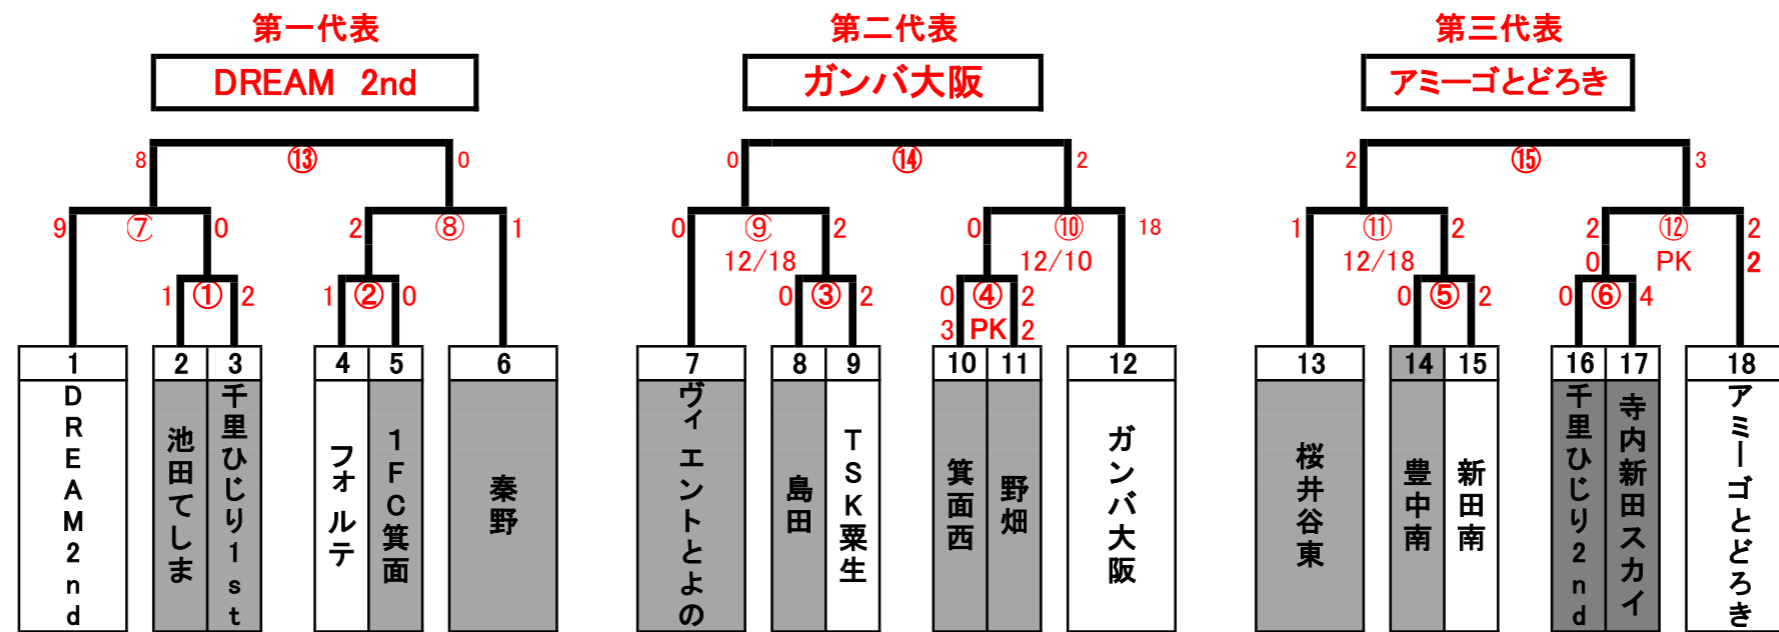 第一代表 第二代表 第三代表
DREAM 2nd ガンバ大阪 アミーゴとどろき
8 ⑬ 0 0 ⑭ 2 2 ⑮ 3
9 ⑦ 0 2 ⑧ 1 0 ⑨ 2 0 ⑩ 18 1 ⑪ 2 2 ⑫ 2
12/18 12/10 12/18 0 PK 2
1 ① 2 1 ② 0 0 ③ 2 0 ④ 2 0 ⑤ 2 0 ⑥ 4
3 PK 2
1 2 3 4 5 6 7 8 9 10 11 12 13 14 15 16 17 18
DREAM2nd
池田てしま
千里ひじり1st
フォルテ
1FC箕面
秦野
ヴィエントとよの
島田
TSK粟生
箕面西
野畑
ガンバ大阪
桜井谷東
豊中南
新田南
千里ひじり2nd
寺内新田スカイ
アミーゴとどろき